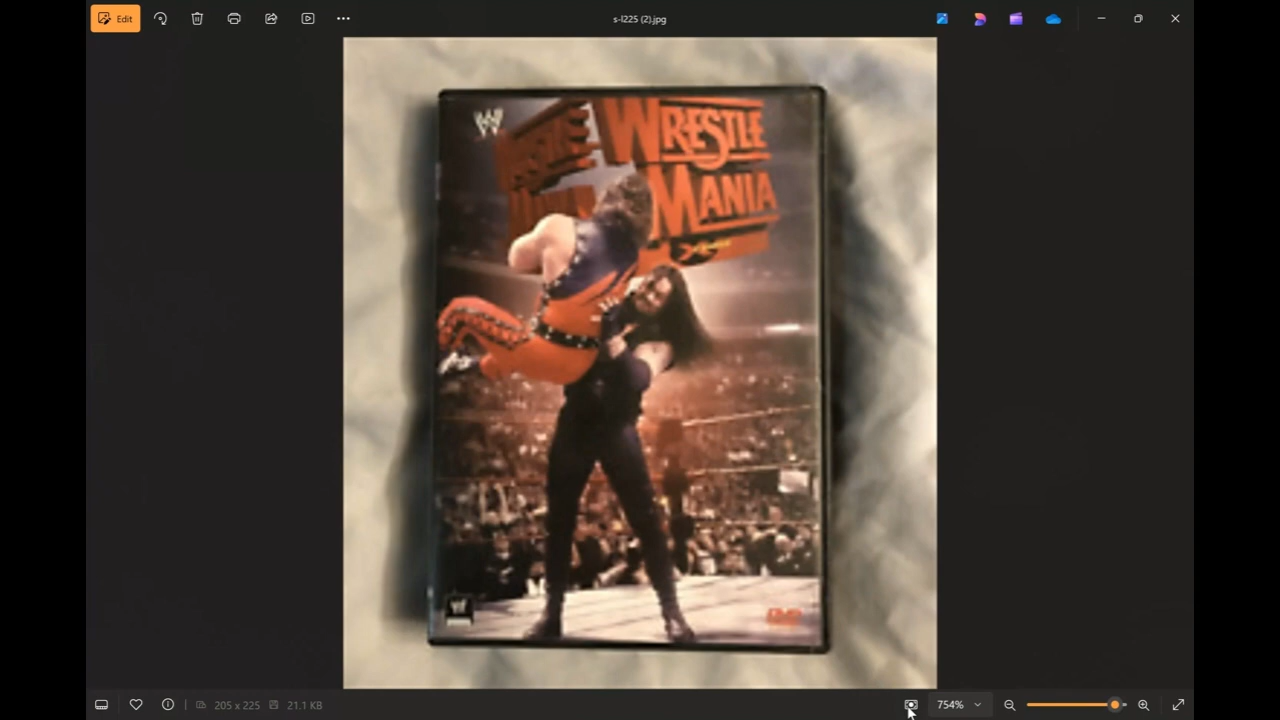 Edit
s-l225 (2).jpg
W
WRESTLE
MANIA
DVD
205 x 225
21.1 KB
754%